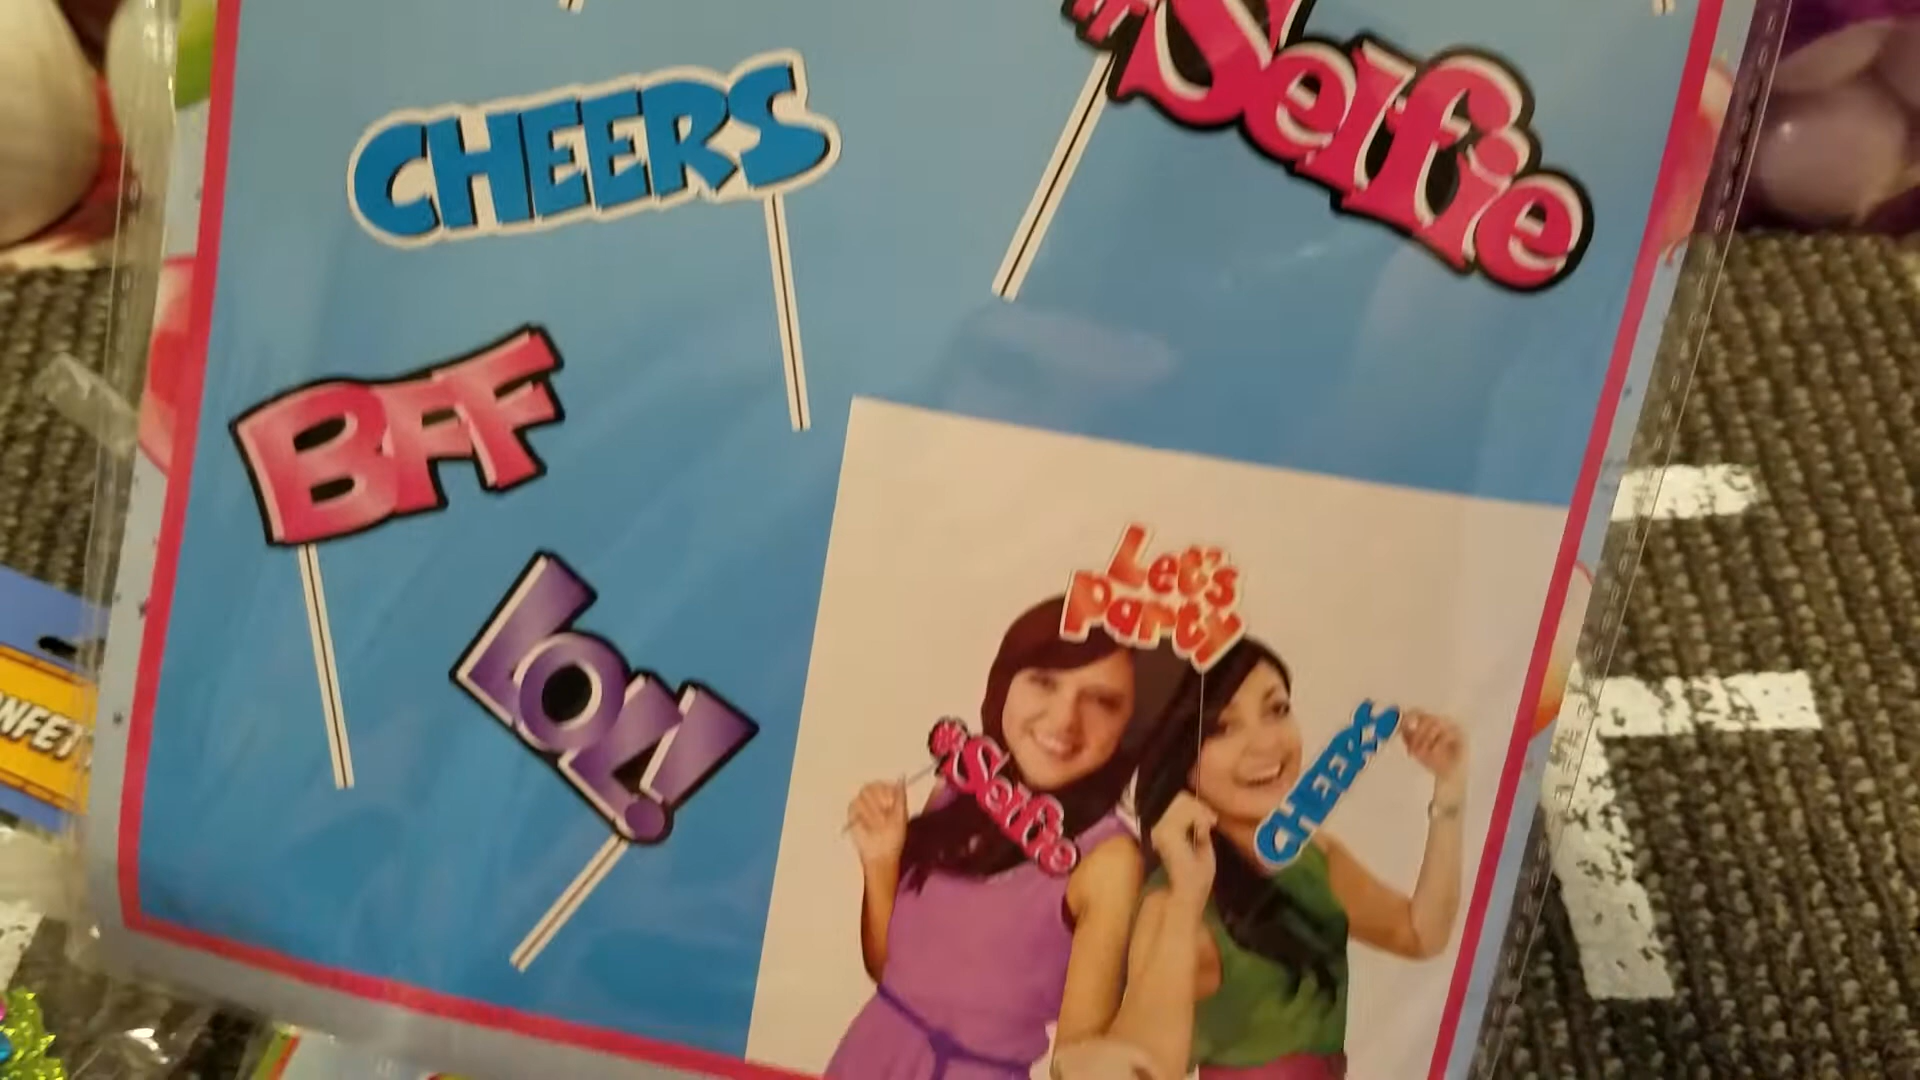 #Selfie
CHEERS
BFF
LOL!
Let's
Party
#Selfie
CHEERS